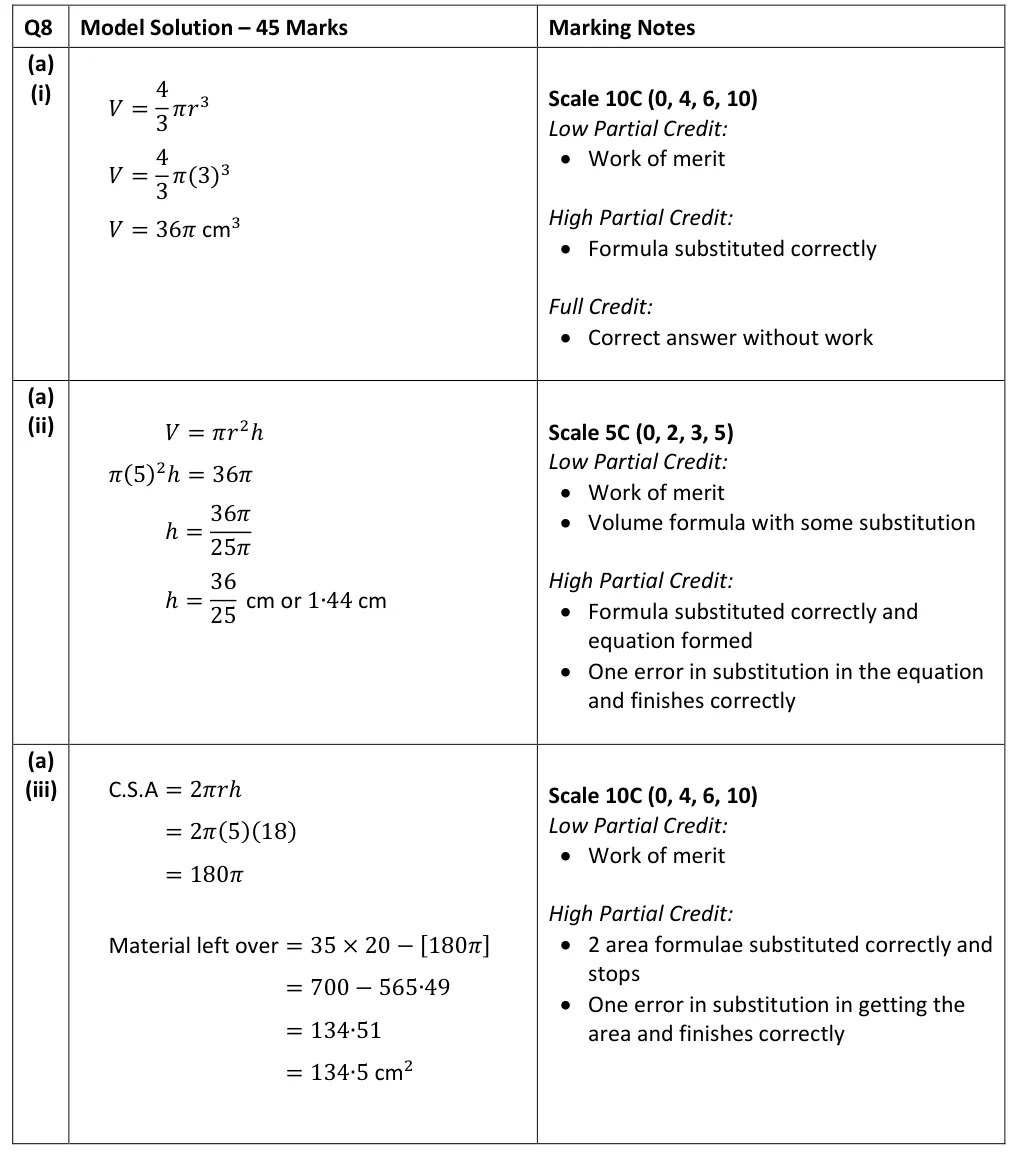 Q8 Model Solution – 45 Marks Marking Notes
(a)
(i)
V = 4/3 πr³
V = 4/3 π(3)³
V = 36π cm³
Scale 10C (0, 4, 6, 10)
Low Partial Credit:
• Work of merit
High Partial Credit:
• Formula substituted correctly
Full Credit:
• Correct answer without work
(a)
(ii)
V = πr²h
π(5)²h = 36π
h = 36π/25π
h = 36/25 cm or 1·44 cm
Scale 5C (0, 2, 3, 5)
Low Partial Credit:
• Work of merit
• Volume formula with some substitution
High Partial Credit:
• Formula substituted correctly and
equation formed
• One error in substitution in the equation
and finishes correctly
(a)
(iii)
C.S.A = 2πrh
= 2π(5)(18)
= 180π
Material left over = 35 × 20 − [180π]
= 700 − 565·49
= 134·51
= 134·5 cm²
Scale 10C (0, 4, 6, 10)
Low Partial Credit:
• Work of merit
High Partial Credit:
• 2 area formulae substituted correctly and
stops
• One error in substitution in getting the
area and finishes correctly